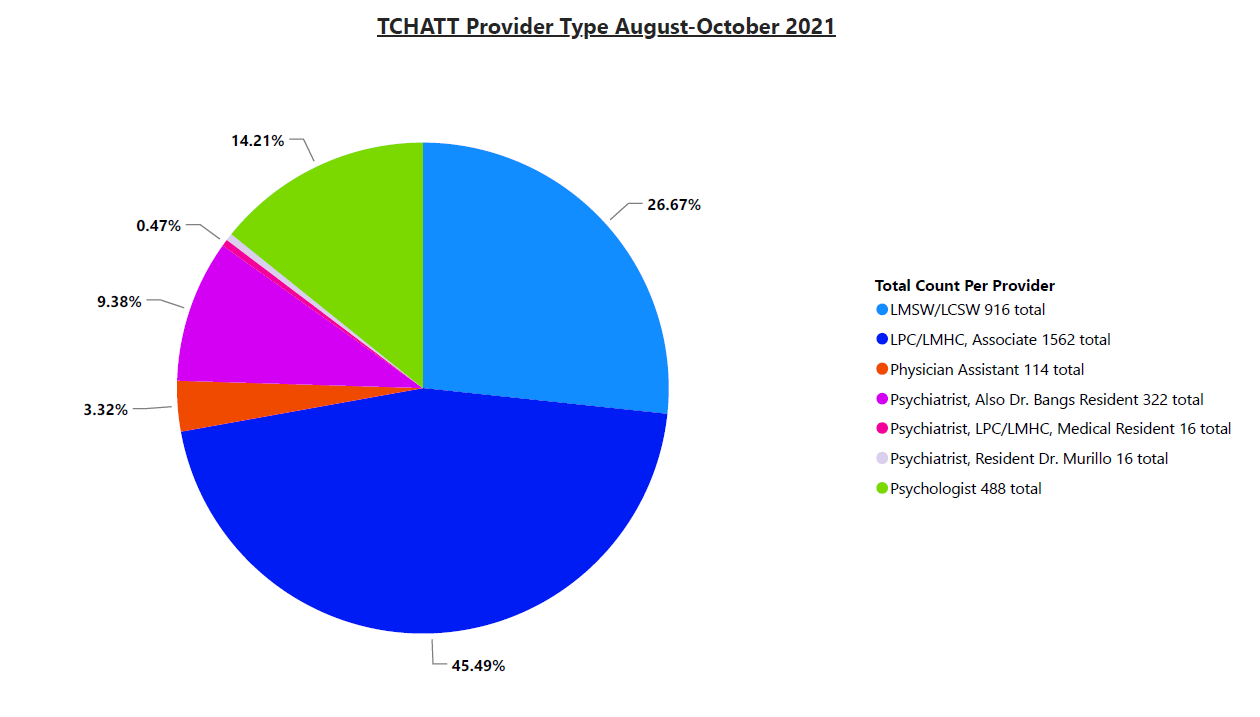 TCHATT Provider Type August-October 2021
14.21%
26.67%
0.47%
9.38%
3.32%
45.49%
Total Count Per Provider
LMSW/LCSW 916 total
LPC/LMHC, Associate 1562 total
Physician Assistant 114 total
Psychiatrist, Also Dr. Bangs Resident 322 total
Psychiatrist, LPC/LMHC, Medical Resident 16 total
Psychiatrist, Resident Dr. Murillo 16 total
Psychologist 488 total